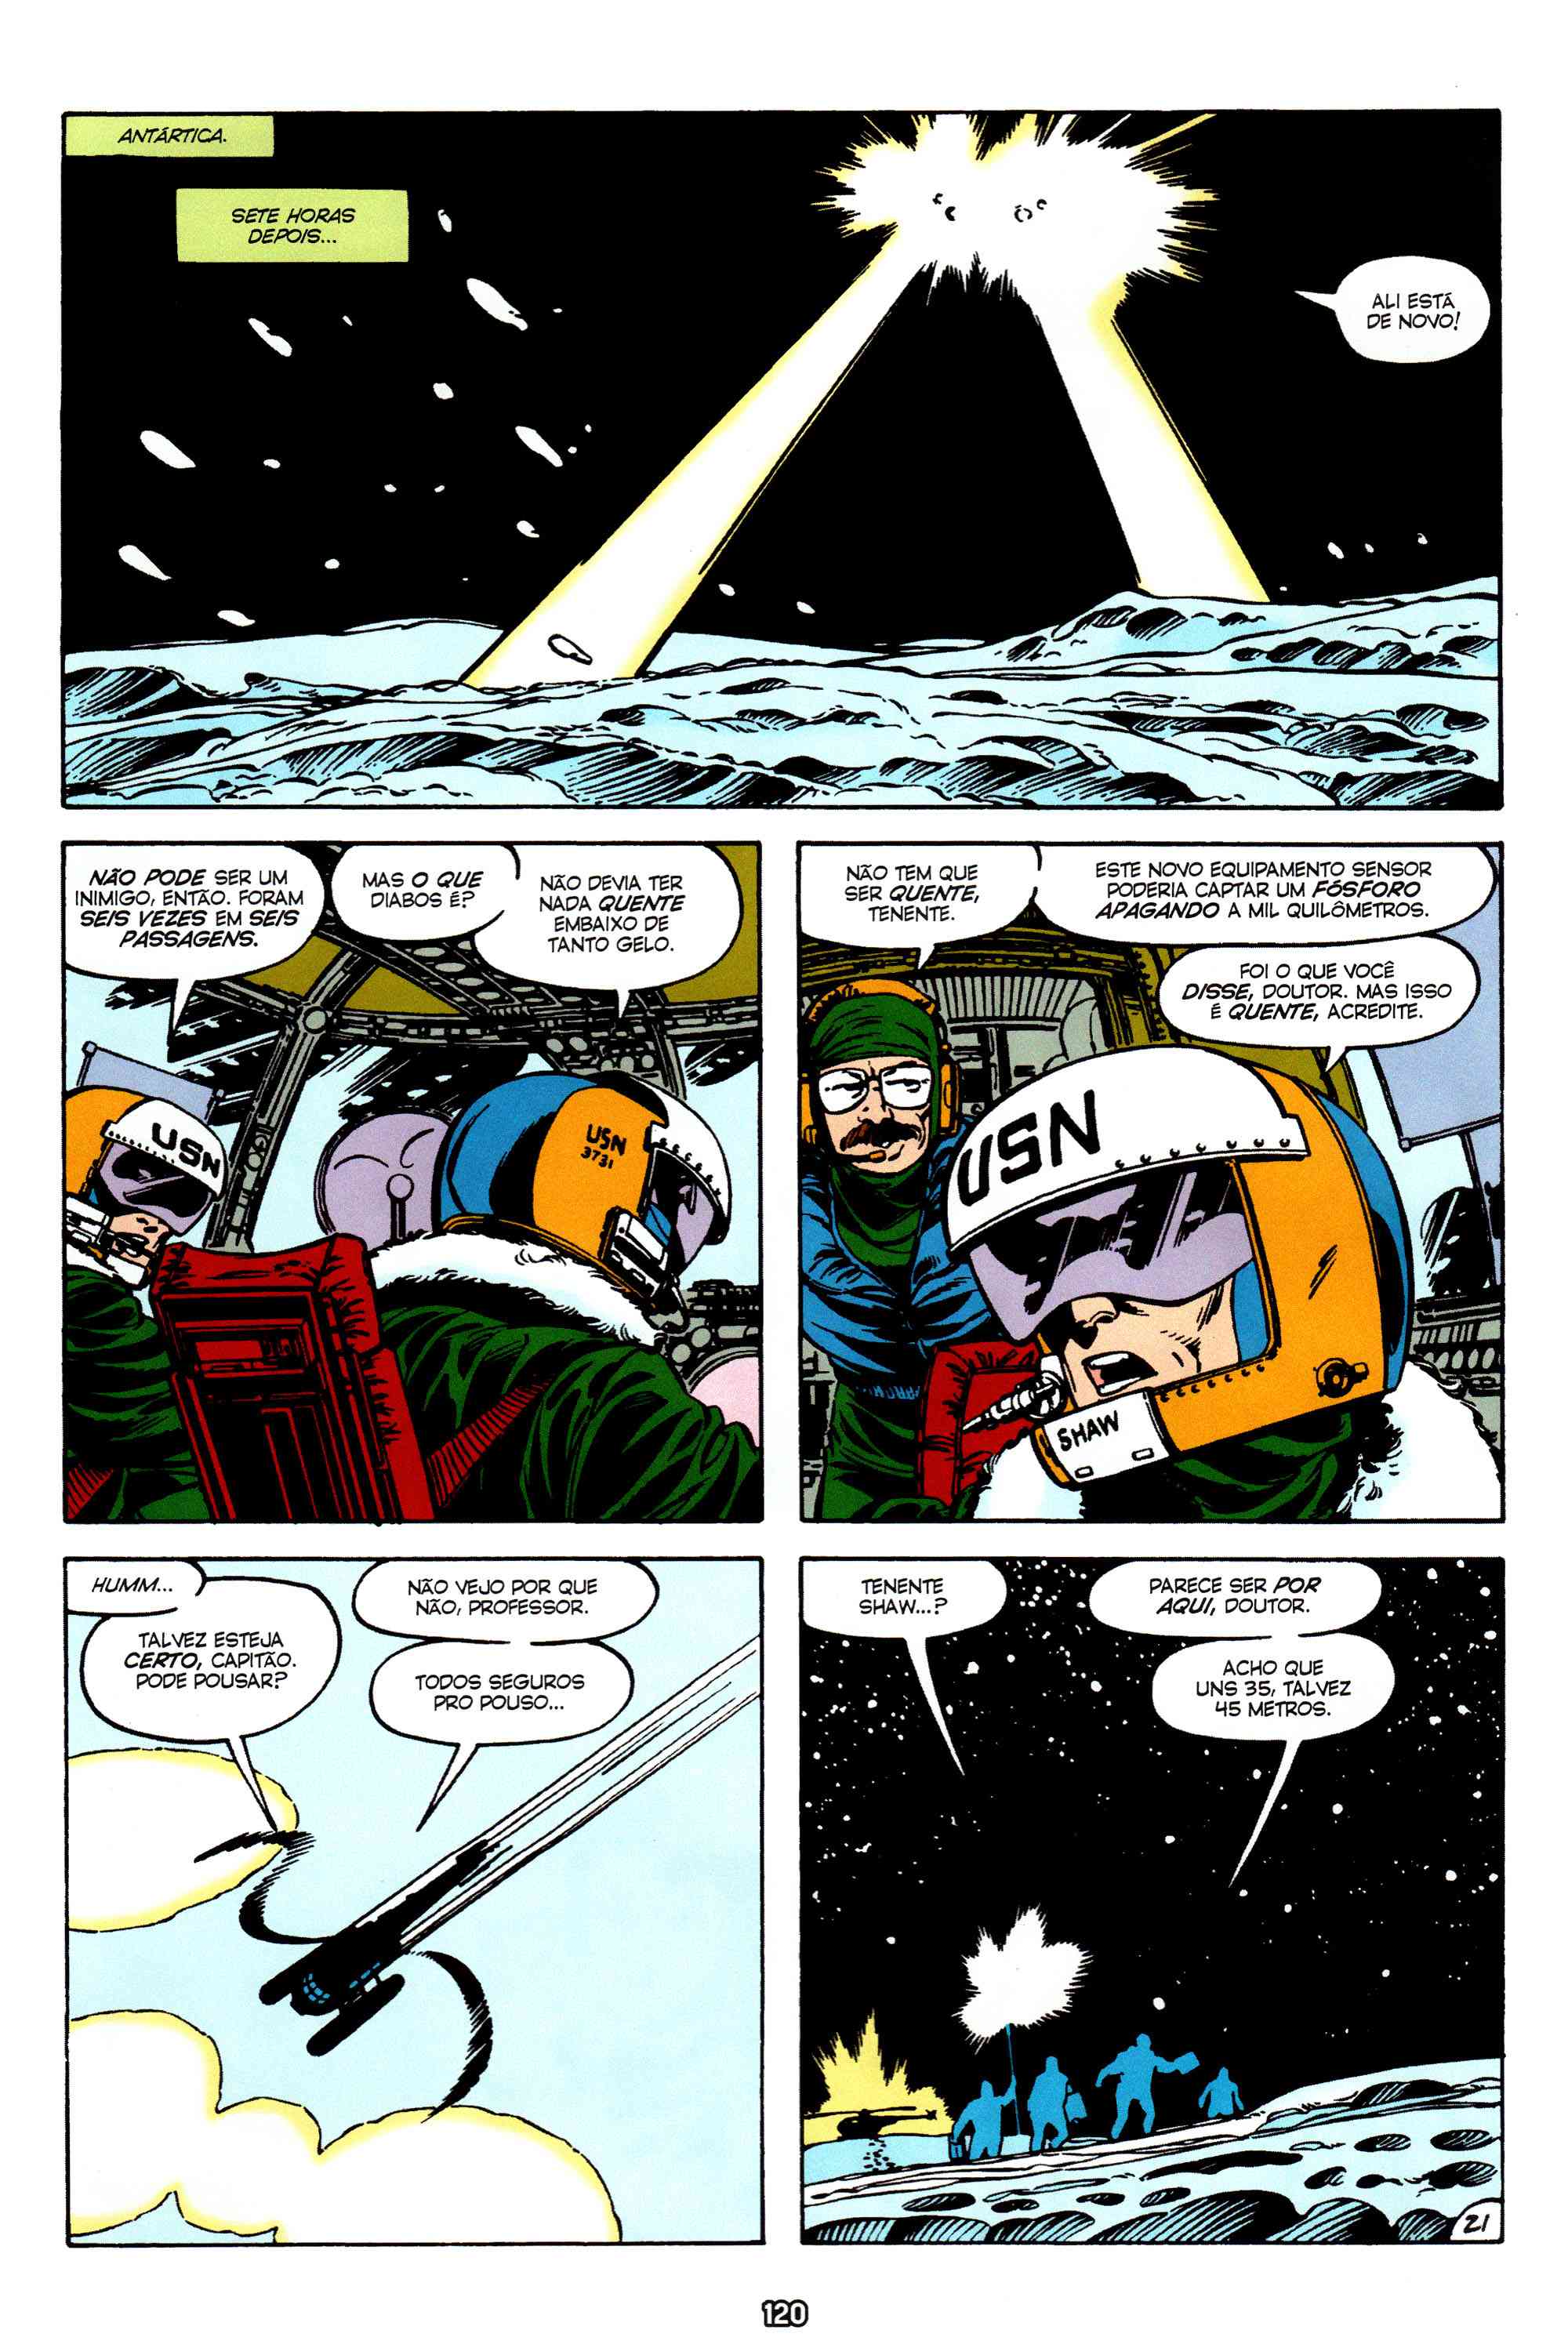 ANTÁRTICA.
SETE HORAS
DEPOIS...
ALI ESTÁ
DE NOVO!
NÃO PODE SER UM
INIMIGO, ENTÃO. FORAM
SEIS VEZES EM SEIS
PASSAGENS.
MAS O QUE
DIABOS É?
NÃO DEVIA TER
NADA QUENTE
EMBAIXO DE
TANTO GELO.
USN
USN
3731
NÃO TEM QUE
SER QUENTE,
TENENTE.
ESTE NOVO EQUIPAMENTO SENSOR
PODERIA CAPTAR UM FÓSFORO
APAGANDO A MIL QUILÔMETROS.
FOI O QUE VOCÊ
DISSE, DOUTOR. MAS ISSO
É QUENTE, ACREDITE.
USN
SHAW
HUMM...
TALVEZ ESTEJA
CERTO, CAPITÃO.
PODE POUSAR?
NÃO VEJO POR QUE
NÃO, PROFESSOR.
TODOS SEGUROS
PRO POUSO...
TENENTE
SHAW...?
PARECE SER POR
AQUI, DOUTOR.
ACHO QUE
UNS 35, TALVEZ
45 METROS.
21
120